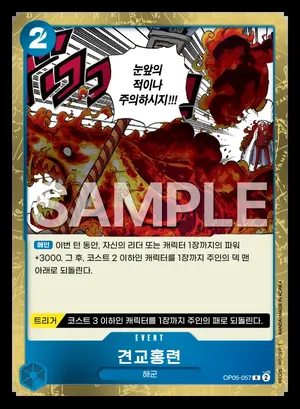 2
눈앞의
적이나
주의하시지!!!
SAMPLE
메인 이번 턴 동안, 자신의 리더 또는 캐릭터 1장까지의 파워
+3000. 그 후, 코스트 2 이하인 캐릭터를 1장까지 주인의 덱 맨
아래로 되돌린다.
트리거 코스트 3 이하인 캐릭터를 1장까지 주인의 패로 되돌린다.
EVENT
견교홍련
해군
OP05-057 R 2